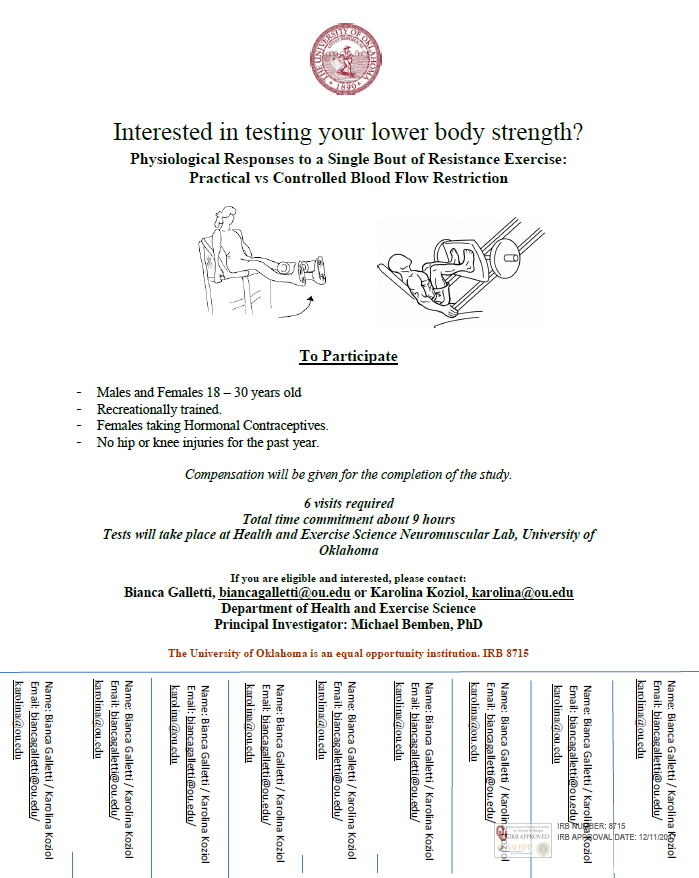 THE UNIVERSITY OF OKLAHOMA
1890
Interested in testing your lower body strength?
Physiological Responses to a Single Bout of Resistance Exercise:
Practical vs Controlled Blood Flow Restriction
To Participate
- Males and Females 18 – 30 years old
- Recreationally trained.
- Females taking Hormonal Contraceptives.
- No hip or knee injuries for the past year.
Compensation will be given for the completion of the study.
6 visits required
Total time commitment about 9 hours
Tests will take place at Health and Exercise Science Neuromuscular Lab, University of
Oklahoma
If you are eligible and interested, please contact:
Bianca Galletti, biancagalletti@ou.edu or Karolina Koziol, karolina@ou.edu
Department of Health and Exercise Science
Principal Investigator: Michael Bemben, PhD
The University of Oklahoma is an equal opportunity institution. IRB 8715
Name: Bianca Galletti / Karolina Koziol
Email: biancagalletti@ou.edu/
karolina@ou.edu
Name: Bianca Galletti / Karolina Koziol
Email: biancagalletti@ou.edu/
karolina@ou.edu
Name: Bianca Galletti / Karolina Koziol
Email: biancagalletti@ou.edu/
karolina@ou.edu
Name: Bianca Galletti / Karolina Koziol
Email: biancagalletti@ou.edu/
karolina@ou.edu
Name: Bianca Galletti / Karolina Koziol
Email: biancagalletti@ou.edu/
karolina@ou.edu
Name: Bianca Galletti / Karolina Koziol
Email: biancagalletti@ou.edu/
karolina@ou.edu
Name: Bianca Galletti / Karolina Koziol
Email: biancagalletti@ou.edu/
karolina@ou.edu
Name: Bianca Galletti / Karolina Koziol
Email: biancagalletti@ou.edu/
karolina@ou.edu
Name: Bianca Galletti / Karolina Koziol
Email: biancagalletti@ou.edu/
karolina@ou.edu
IRB APPROVED
IRB NUMBER: 8715
IRB APPROVAL DATE: